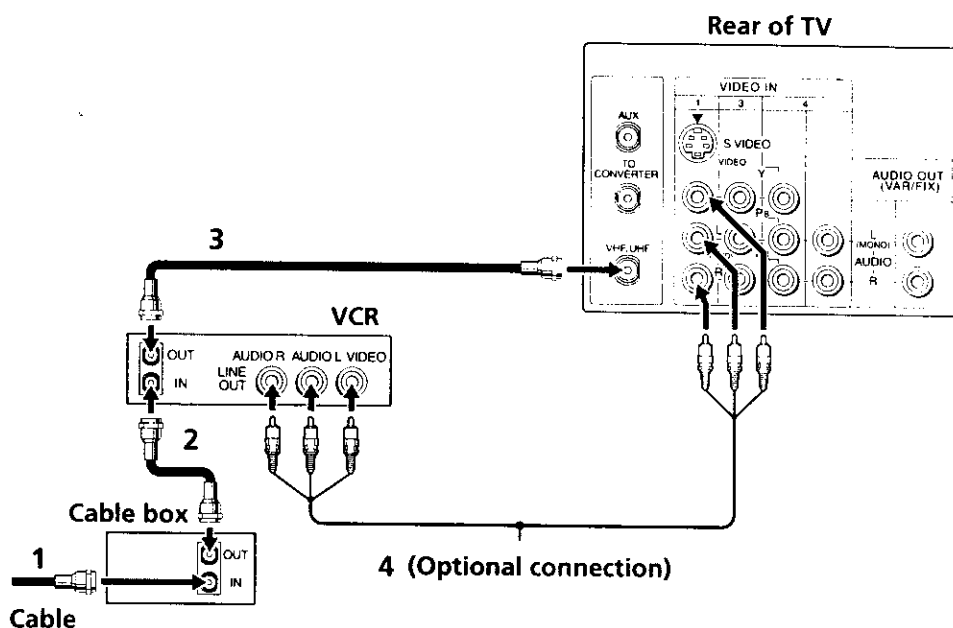 Rear of TV
VIDEO IN
1 3 4
AUX
S VIDEO
VIDEO
TO
CONVERTER
Y
AUDIO OUT
(VAR/FIX)
PB
L
L
(MONO)
VHF/UHF
AUDIO
R
R
3
VCR
OUT
IN
AUDIO R AUDIO L VIDEO
LINE
OUT
2
Cable box
OUT
IN
1
Cable
4 (Optional connection)